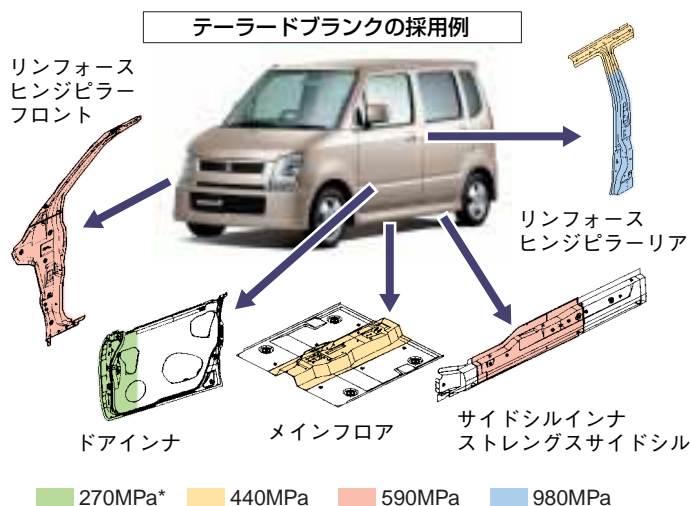 テーラードブランクの採用例
リンフォース
ヒンジピラー
フロント
リンフォース
ヒンジピラーリア
ドアインナ
メインフロア
サイドシルインナ
ストレングスサイドシル
270MPa*
440MPa
590MPa
980MPa